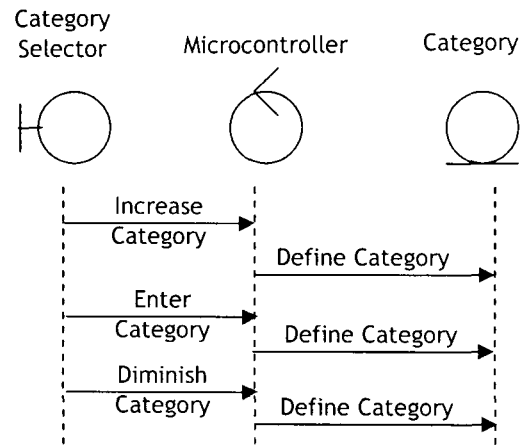 Category
Selector
Microcontroller
Category
Increase
Category
Define Category
Enter
Category
Define Category
Diminish
Category
Define Category